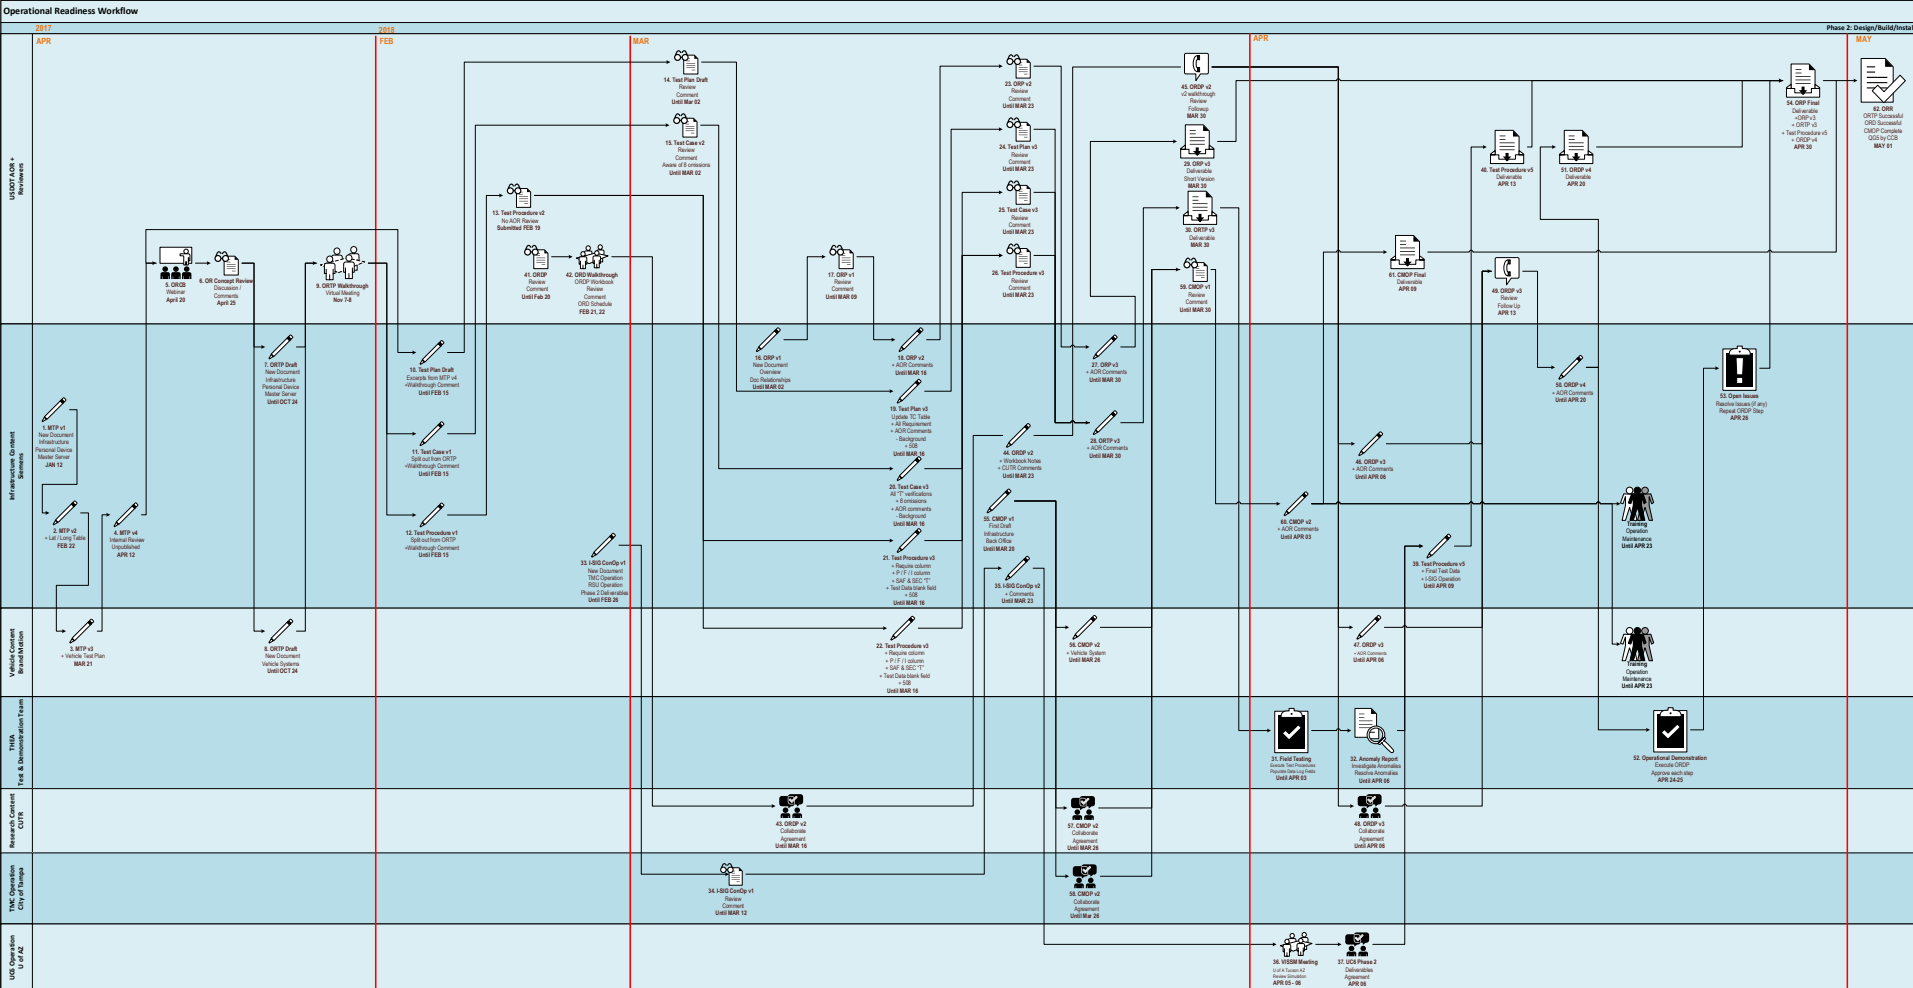 Operational Readiness Workflow
2017
2018
Phase 2: Design/Build/Instal
APR
FEB
MAR
APR
MAY
USDOT AOR +
Reviewers
14. Test Plan Draft
Review
Comment
Until Mar 02
15. Test Case v2
Review
Comment
Aware of 8 omissions
Until MAR 02
13. Test Procedure v2
No AOR Review
Submitted FEB 19
5. ORCB
Webinar
April 20
6. OR Concept Review
Discussion /
Comments
April 25
9. ORTP Walkthrough
Virtual Meeting
Nov 7-8
41. ORDP
Review
Comment
Until Feb 20
42. ORD Walkthrough
ORDP Workbook
Review
Comment
ORD Schedule
FEB 21, 22
17. ORP v1
Review
Comment
Until MAR 09
23. ORP v2
Review
Comment
Until MAR 23
24. Test Plan v3
Review
Comment
Until MAR 23
25. Test Case v3
Review
Comment
Until MAR 23
26. Test Procedure v3
Review
Comment
Until MAR 23
45. ORDP v2
v2 walkthrough
Review
Followup
MAR 30
29. ORP v3
Deliverable
Short Version
MAR 30
30. ORTP v3
Deliverable
MAR 30
59. CMOP v1
Review
Comment
Until MAR 30
61. CMOP Final
Deliverable
APR 09
40. Test Procedure v5
Deliverable
APR 13
51. ORDP v4
Deliverable
APR 20
49. ORDP v3
Review
Follow Up
APR 13
54. ORP Final
Deliverable
+ORP v3
+ ORTP v3
+ Test Procedure v5
+ ORDP v4
APR 30
62. ORR
ORTP Successful
ORD Successful
CMOP Complete
QG5 by CCB
MAY 01
Infrastructure Content
Siemens
1. MTP v1
New Document
Infrastructure
Personal Device
Master Server
JAN 12
2. MTP v2
+ Lat / Long Table
FEB 22
4. MTP v4
Internal Review
Unpublished
APR 12
7. ORTP Draft
New Document
Infrastructure
Personal Device
Master Server
Until OCT 24
10. Test Plan Draft
Excerpts from MTP v4
+Walkthrough Comment
Until FEB 15
11. Test Case v1
Split out from ORTP
+Walkthrough Comment
Until FEB 15
12. Test Procedure v1
Split out from ORTP
+Walkthrough Comment
Until FEB 15
33. I-SIG ConOp v1
New Document
TMC Operation
RSU Operation
Phase 2 Deliverables
Until FEB 26
16. ORP v1
New Document
Overview
Doc Relationships
Until MAR 02
18. ORP v2
+ AOR Comments
Until MAR 16
19. Test Plan v3
Update TC Table
+ All Requirement
+ AOR Comments
- Background
+ 508
Until MAR 16
20. Test Case v3
All "T" verifications
+ 8 omissions
+ AOR comments
- Background
Until MAR 16
21. Test Procedure v3
+ Require column
+ P / F / I column
+ SAF & SEC "T"
+ Test Data blank field
+ 508
Until MAR 16
44. ORDP v2
+ Workbook Notes
+ CUTR Comments
Until MAR 23
55. CMOP v1
First Draft
Infrastructure
Back Office
Until MAR 20
35. I-SIG ConOp v2
+ Comments
Until MAR 23
27. ORP v3
+ AOR Comments
Until MAR 30
28. ORTP v3
+ AOR Comments
Until MAR 30
60. CMOP v2
+ AOR Comments
Until APR 03
46. ORDP v3
+ AOR Comments
Until APR 06
39. Test Procedure v5
+ Final Test Data
+ I-SIG Operation
Until APR 09
50. ORDP v4
+ AOR Comments
Until APR 20
Training
Operation
Maintenance
Until APR 23
53. Open Issues
Resolve Issues (if any)
Repeat ORDP Step
APR 26
Vehicle Content
Brand Motion
3. MTP v3
+ Vehicle Test Plan
MAR 21
8. ORTP Draft
New Document
Vehicle Systems
Until OCT 24
22. Test Procedure v3
+ Require column
+ P / F / I column
+ SAF & SEC "T"
+ Test Data blank field
+ 508
Until MAR 16
56. CMOP v2
+ Vehicle System
Until MAR 26
47. ORDP v3
+ AOR Comments
Until APR 06
Training
Operation
Maintenance
Until APR 23
THEA
Test & Demonstration Team
31. Field Testing
Execute Test Procedures
Populate Data Log Fields
Until APR 03
32. Anomaly Report
Investigate Anomalies
Resolve Anomalies
Until APR 06
52. Operational Demonstration
Execute ORDP
Approve each step
APR 24-25
Research Content
CUTR
43. ORDP v2
Collaborate
Agreement
Until MAR 16
57. CMOP v2
Collaborate
Agreement
Until MAR 26
48. ORDP v3
Collaborate
Agreement
Until APR 06
TMC Operation
City of Tampa
34. I-SIG ConOp v1
Review
Comment
Until MAR 12
58. CMOP v2
Collaborate
Agreement
Until Mar 26
UC6 Operation
U of AZ
36. VISSM Meeting
U of A Tucson AZ
Review Simulation
APR 05 - 06
37. UC6 Phase 2
Deliverables
Agreement
APR 06